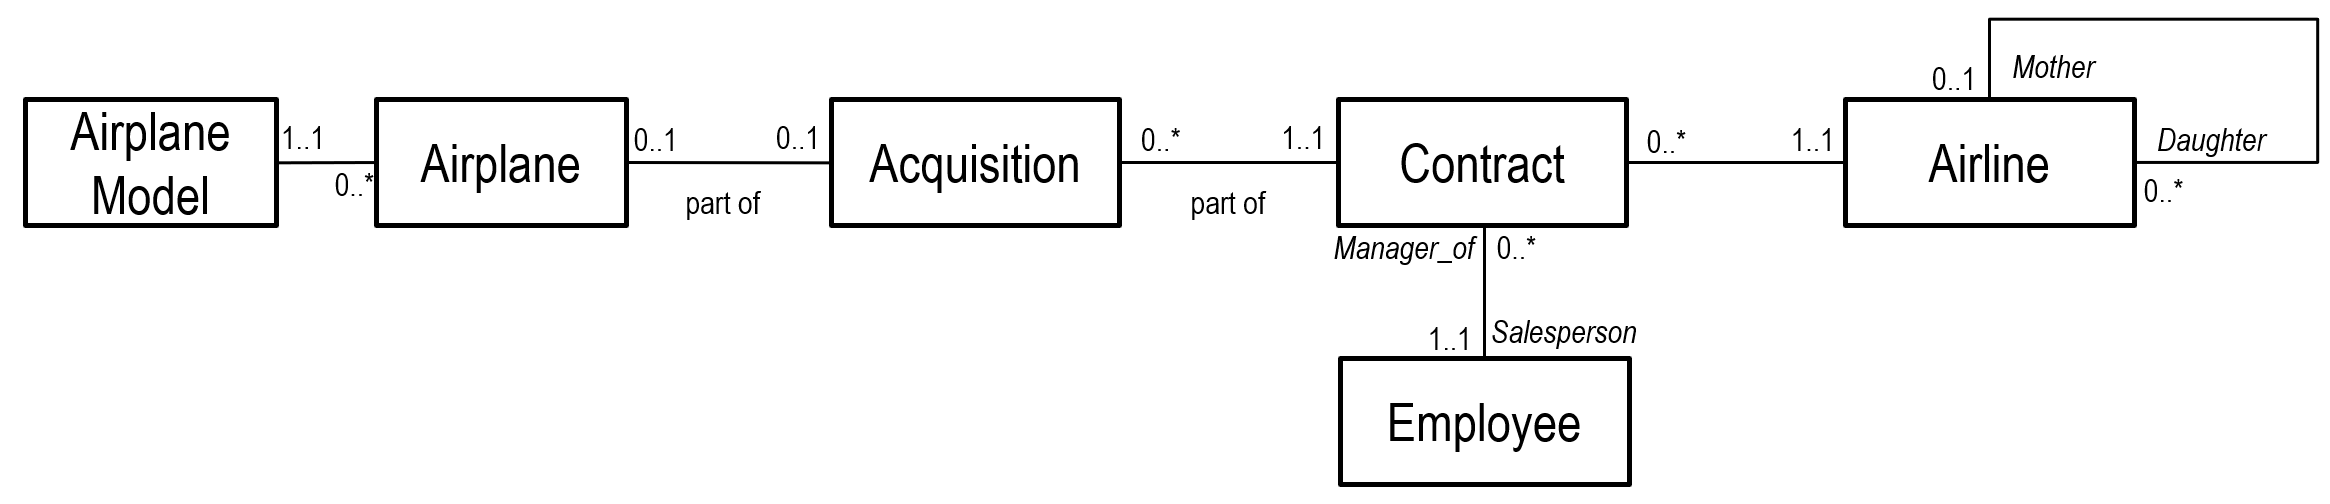 Mother
0..1
Airplane
Model
1..1
0..*
Airplane
0..1
part of
0..1
Acquisition
0..*
part of
1..1
Contract
0..*
1..1
Airline
Daughter
0..*
Manager_of
0..*
1..1
Salesperson
Employee